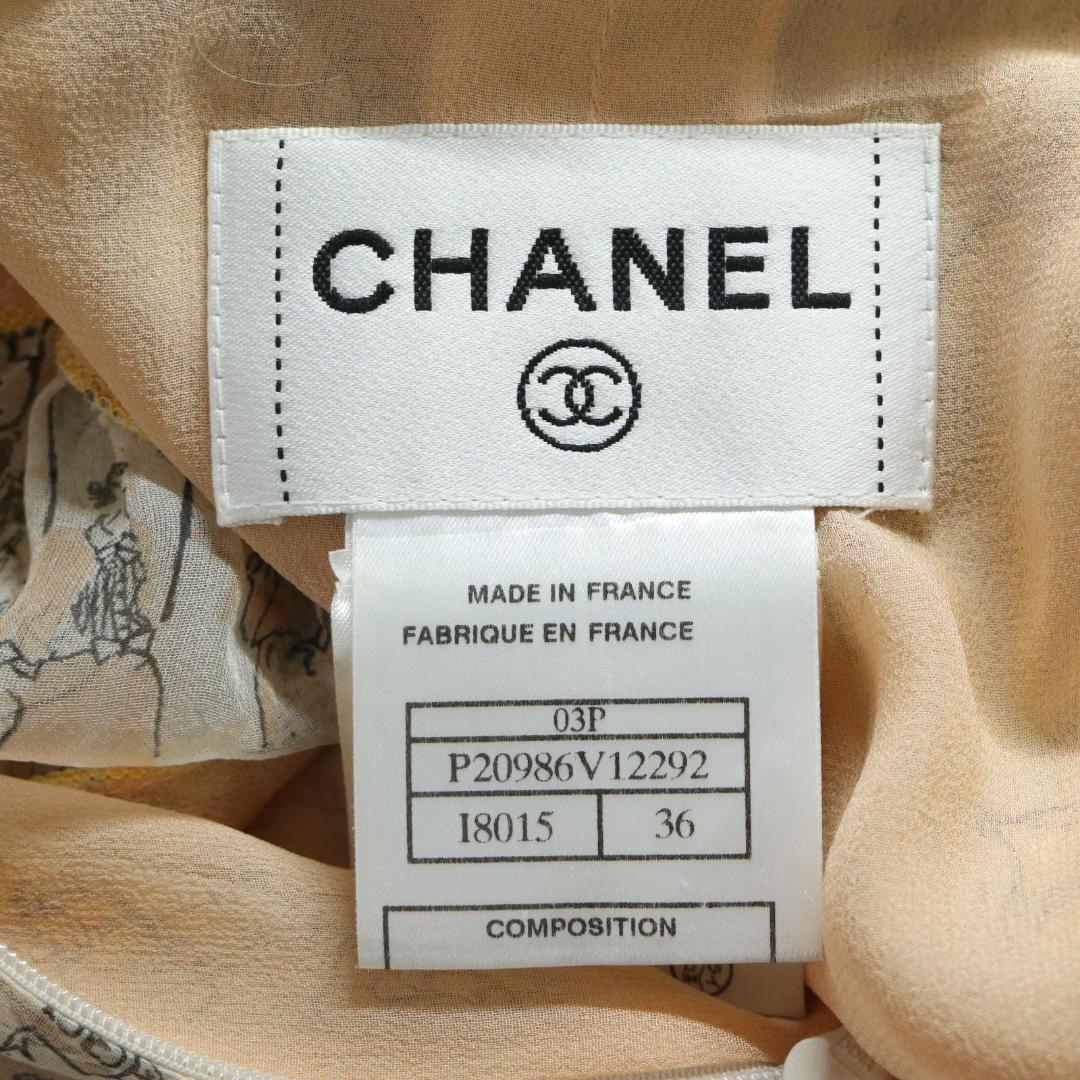 CHANEL
MADE IN FRANCE
FABRIQUE EN FRANCE
03P
P20986V12292
I8015 36
COMPOSITION